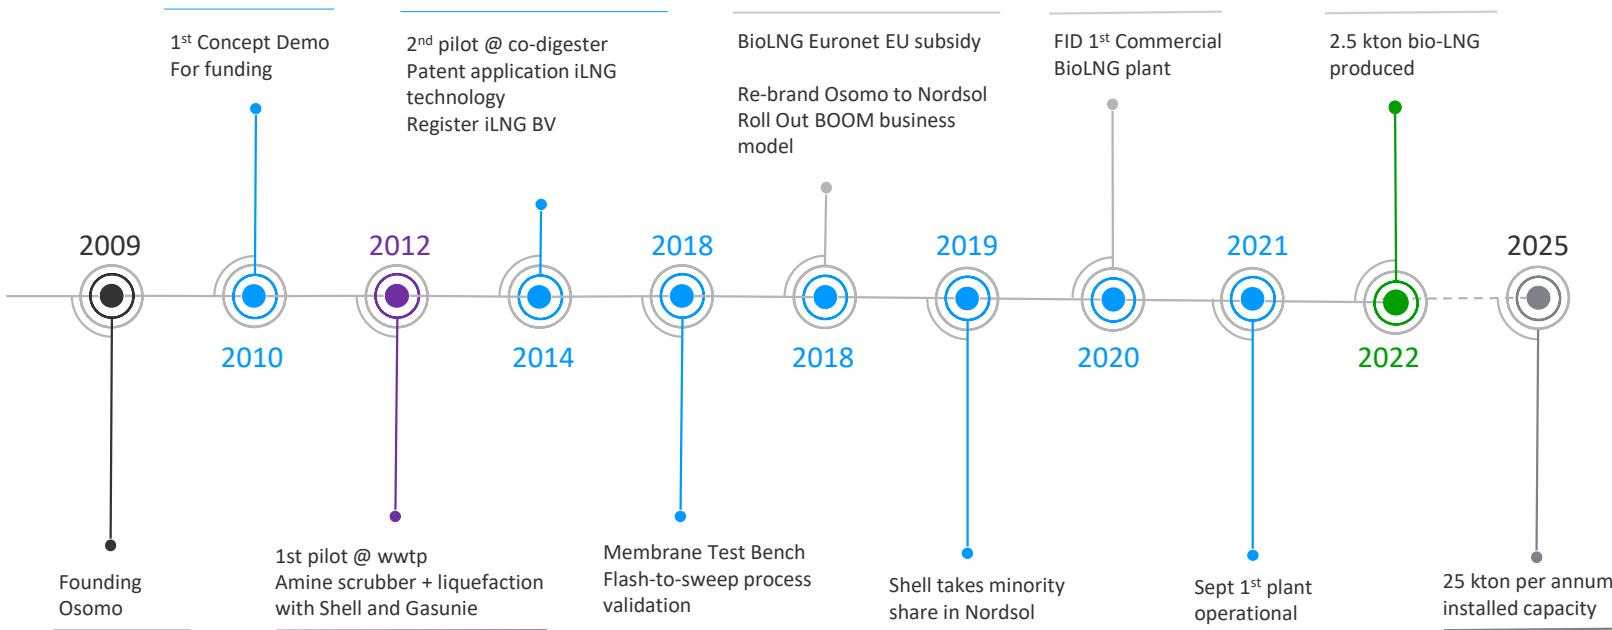 1st Concept Demo
For funding
2nd pilot @ co-digester
Patent application iLNG
technology
Register iLNG BV
BioLNG Euronet EU subsidy
Re-brand Osomo to Nordsol
Roll Out BOOM business
model
FID 1st Commercial
BioLNG plant
2.5 kton bio-LNG
produced
2009
2012
2018
2019
2021
2025
2010
2014
2018
2020
2022
Founding
Osomo
1st pilot @ wwtp
Amine scrubber + liquefaction
with Shell and Gasunie
Membrane Test Bench
Flash-to-sweep process
validation
Shell takes minority
share in Nordsol
Sept 1st plant
operational
25 kton per annum
installed capacity